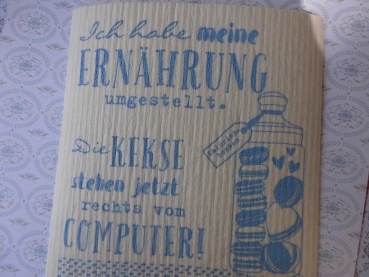 Ich habe meine
ERNÄHRUNG
umgestellt.
Die KEKSE
stehen jetzt
rechts vom
COMPUTER!